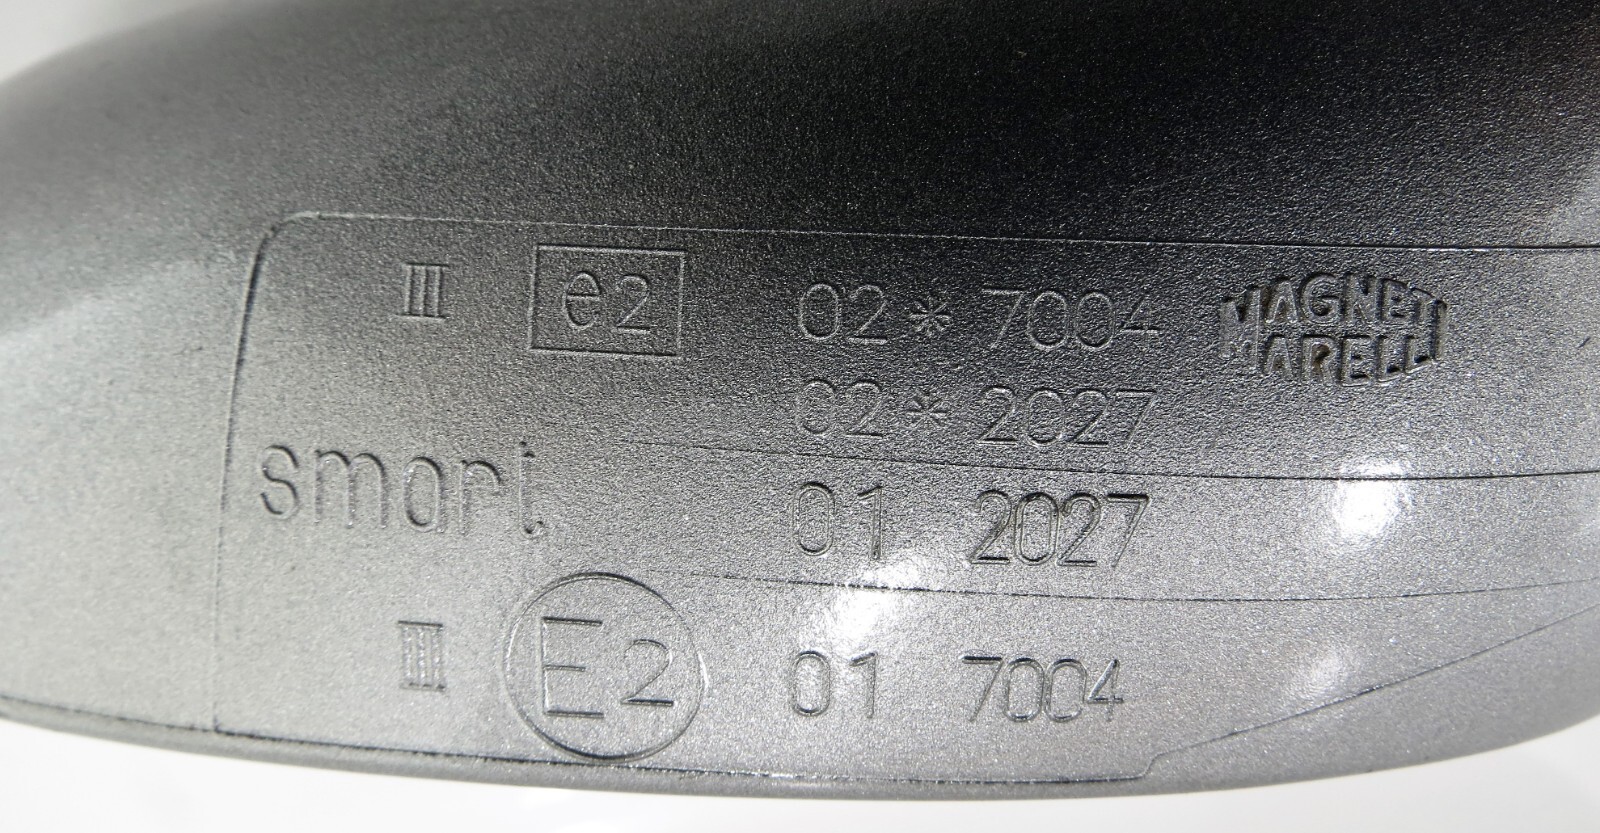 III e2 02*7004 MAGNETI MARELLI
02*2027
smart
01 2027
III E2 01 7004